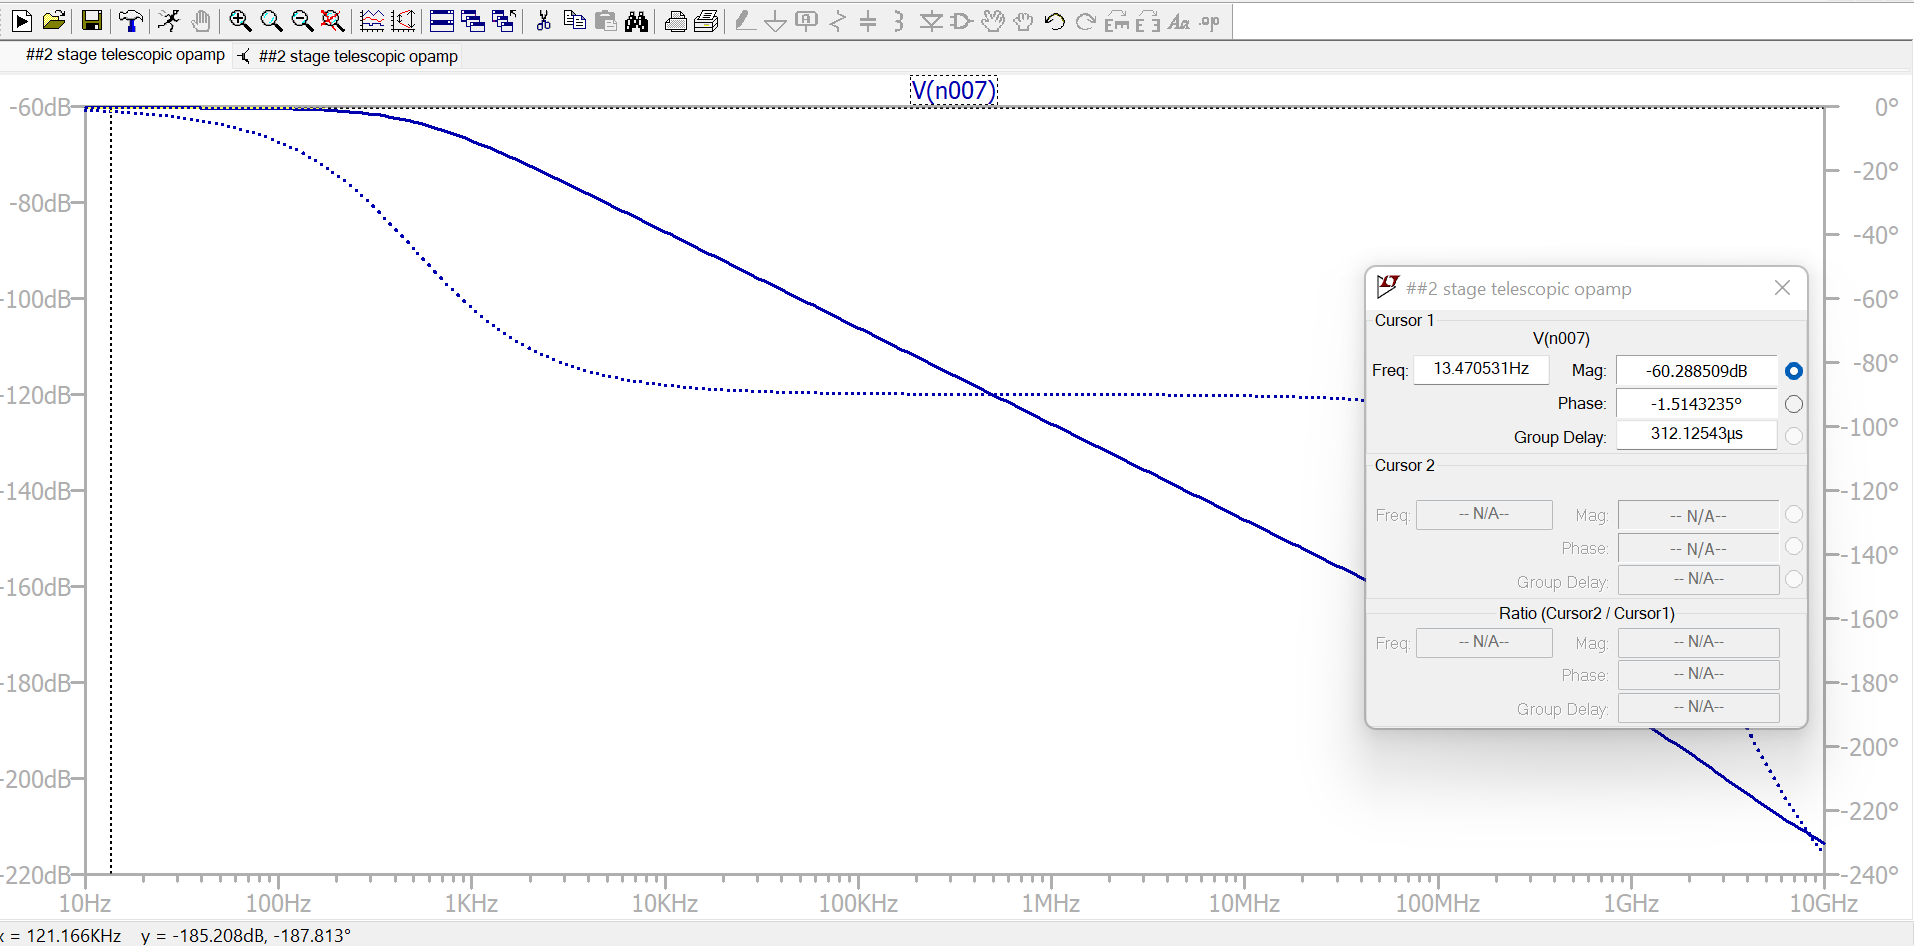 ##2 stage telescopic opamp
##2 stage telescopic opamp
V(n007)
-60dB
-80dB
-100dB
-120dB
-140dB
-160dB
-180dB
-200dB
-220dB
0°
-20°
-40°
-60°
-80°
-100°
-120°
-140°
-160°
-180°
-200°
-220°
-240°
10Hz 100Hz 1KHz 10KHz 100KHz 1MHz 10MHz 100MHz 1GHz 10GHz
##2 stage telescopic opamp
Cursor 1
V(n007)
Freq: 13.470531Hz Mag: -60.288509dB
Phase: -1.5143235°
Group Delay: 312.12543µs
Cursor 2
Freq: -- N/A-- Mag: -- N/A--
Phase: -- N/A--
Group Delay: -- N/A--
Ratio (Cursor2 / Cursor1)
Freq: -- N/A-- Mag: -- N/A--
Phase: -- N/A--
Group Delay: -- N/A--
x = 121.166KHz y = -185.208dB, -187.813°